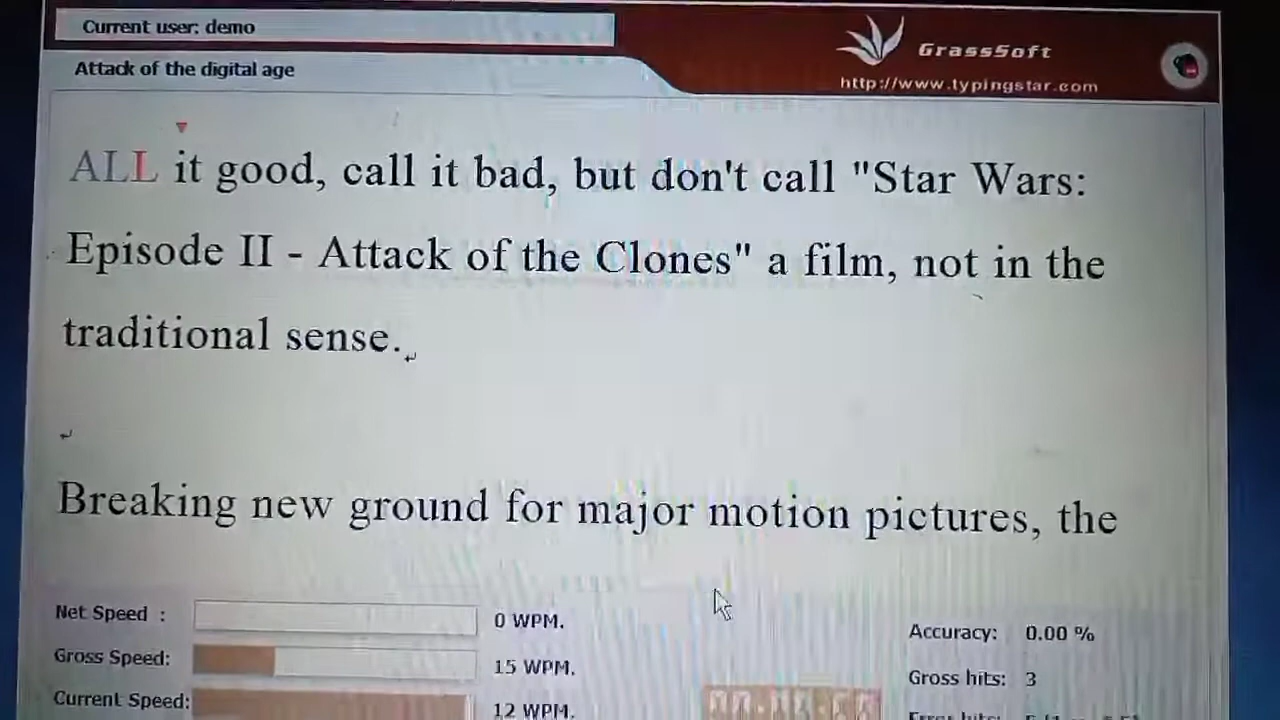 Current user: demo
GrassSoft
http://www.typingstar.com
Attack of the digital age
ALL it good, call it bad, but don't call "Star Wars:
Episode II - Attack of the Clones" a film, not in the
traditional sense.
Breaking new ground for major motion pictures, the
Net Speed : 0 WPM.
Accuracy: 0.00 %
Gross Speed: 15 WPM.
Gross hits: 3
Current Speed: 12 WPM.